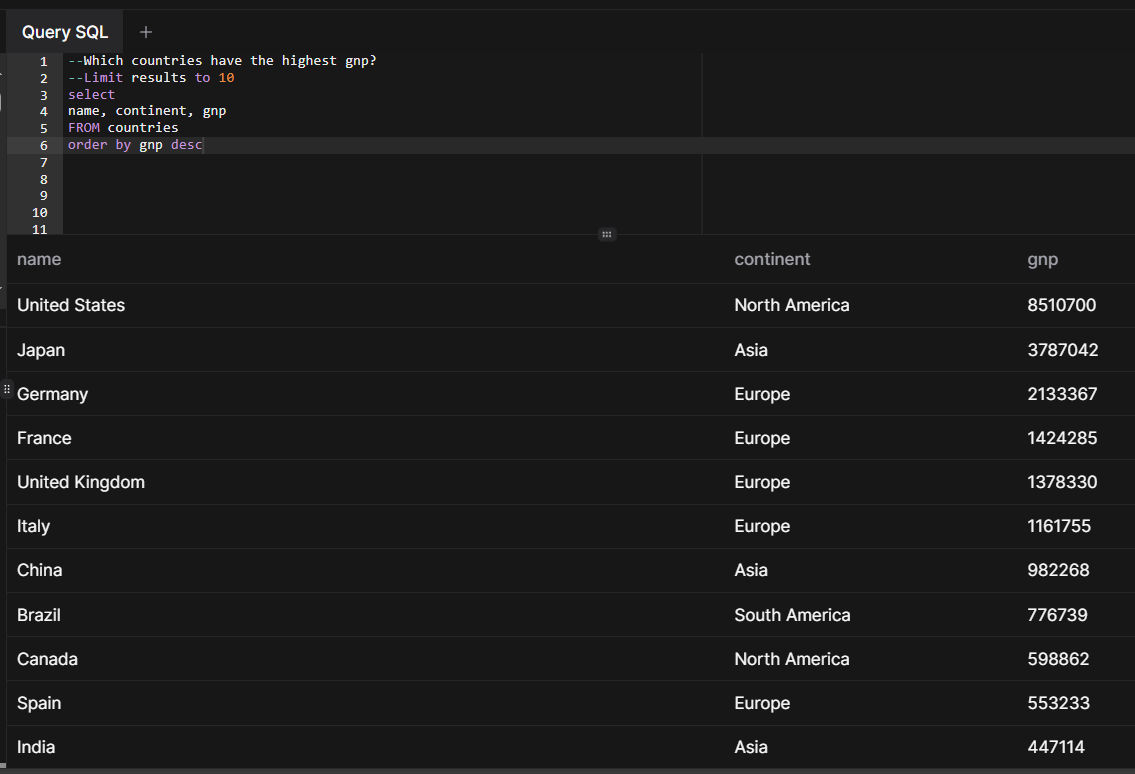 Query SQL +
1 --Which countries have the highest gnp?
2 --Limit results to 10
3 select
4 name, continent, gnp
5 FROM countries
6 order by gnp desc
7
8
9
10
11
name continent gnp
United States North America 8510700
Japan Asia 3787042
Germany Europe 2133367
France Europe 1424285
United Kingdom Europe 1378330
Italy Europe 1161755
China Asia 982268
Brazil South America 776739
Canada North America 598862
Spain Europe 553233
India Asia 447114